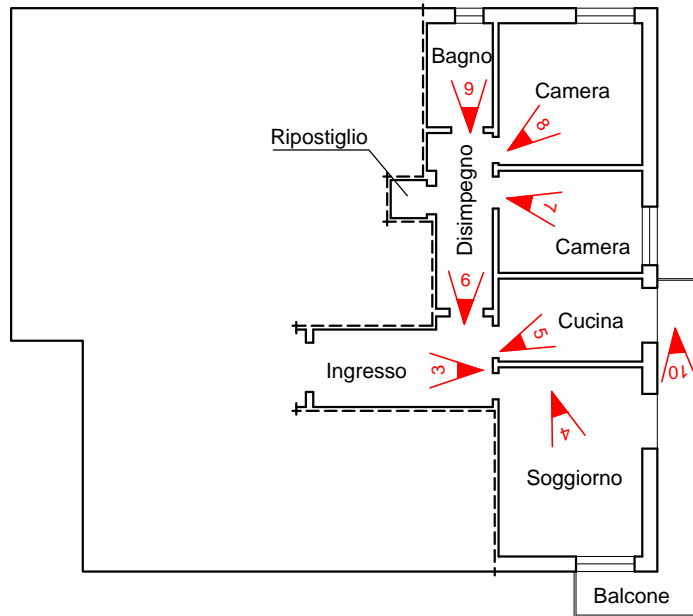 Bagno
9
Camera
8
Ripostiglio
Disimpegno
7
Camera
6
Cucina
5
Ingresso
3
10
4
Soggiorno
Balcone